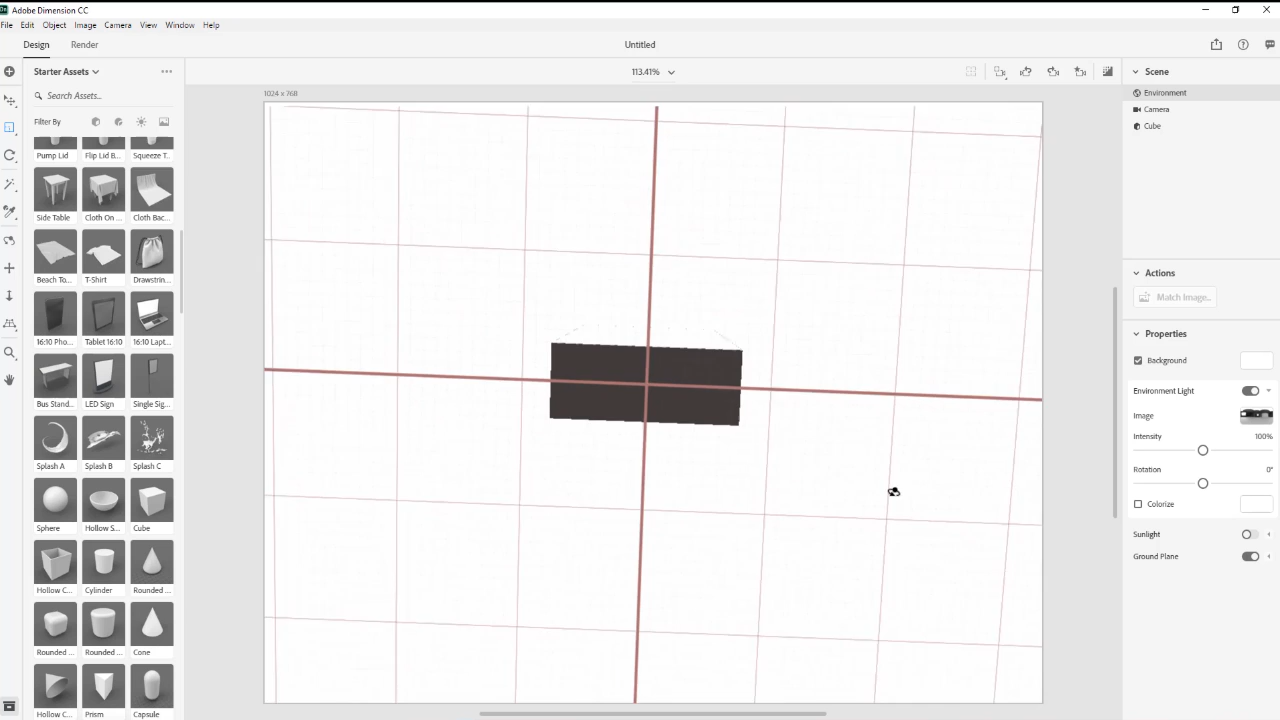 Adobe Dimension CC
File Edit Object Image Camera View Window Help
Design Render
Untitled
Starter Assets
113.41%
Search Assets..
Filter By
1024 x 768
Pump Lid Flip Lid B... Squeeze T..
Side Table Cloth On ... Cloth Bac...
Beach To... T-Shirt Drawstrin...
16:10 Pho... Tablet 16:10 16:10 Lapt...
Bus Stand... LED Sign Single Sig...
Splash A Splash B Splash C
Sphere Hollow S... Cube
Hollow C... Cylinder Rounded ...
Rounded ... Rounded ... Cone
Hollow C... Prism Capsule
Scene
Environment
Camera
Cube
Actions
Match Image..
Properties
Background
Environment Light
Image
Intensity 100%
Rotation 0°
Colorize
Sunlight
Ground Plane